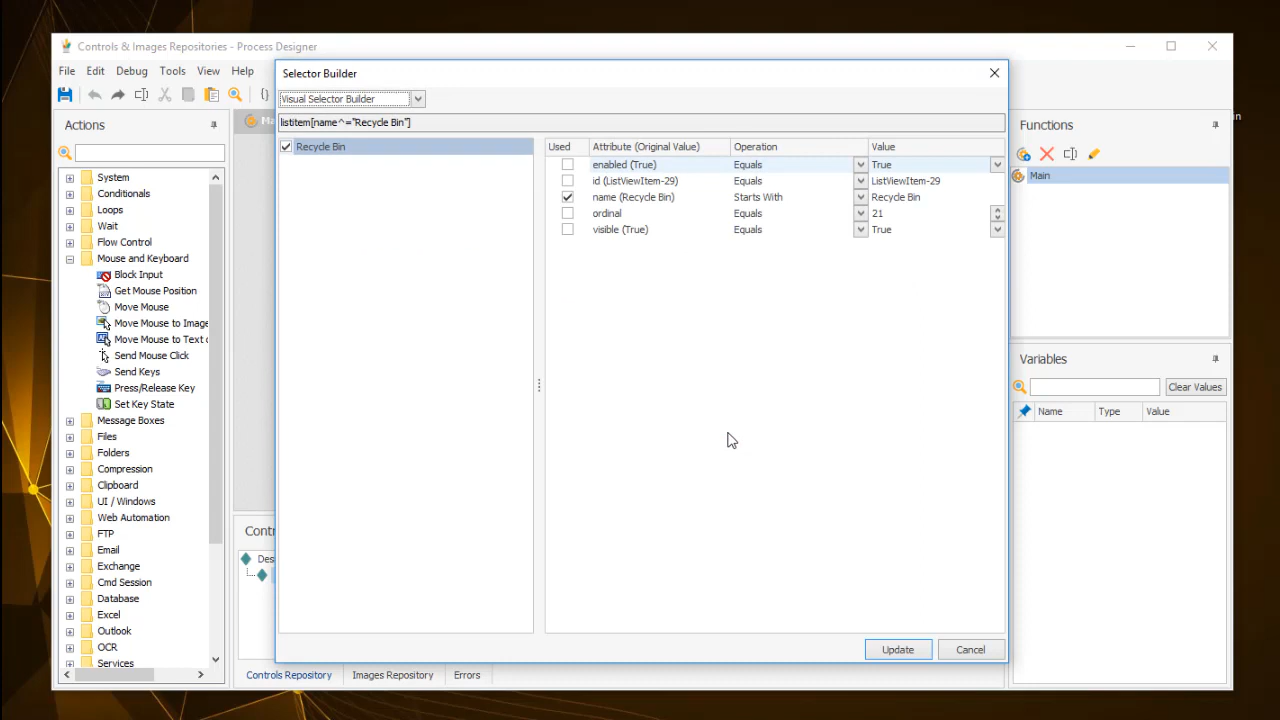 Controls & Images Repositories - Process Designer
File Edit Debug Tools View Help
Selector Builder
Visual Selector Builder
listitem[name^="Recycle Bin"]
Recycle Bin
Used Attribute (Original Value) Operation Value
enabled (True) Equals True
id (ListViewItem-29) Equals ListViewItem-29
name (Recycle Bin) Starts With Recycle Bin
ordinal Equals 21
visible (True) Equals True
Update Cancel
Actions
System
Conditionals
Loops
Wait
Flow Control
Mouse and Keyboard
Block Input
Get Mouse Position
Move Mouse
Move Mouse to Image
Move Mouse to Text
Send Mouse Click
Send Keys
Press/Release Key
Set Key State
Message Boxes
Files
Folders
Compression
Clipboard
UI / Windows
Web Automation
FTP
Email
Exchange
Cmd Session
Database
Excel
Outlook
OCR
Services
Controls Repository Images Repository Errors
Functions
Main
Variables
Clear Values
Name Type Value